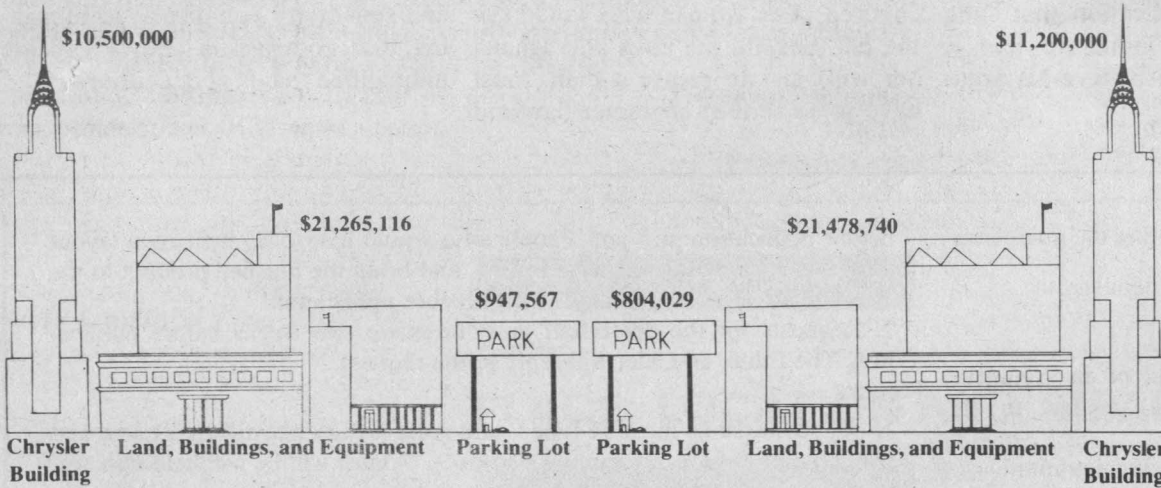 $10,500,000
$11,200,000
$21,265,116
$21,478,740
$947,567
$804,029
PARK
PARK
Chrysler
Building
Land, Buildings, and Equipment
Parking Lot
Parking Lot
Land, Buildings, and Equipment
Chrysler
Building